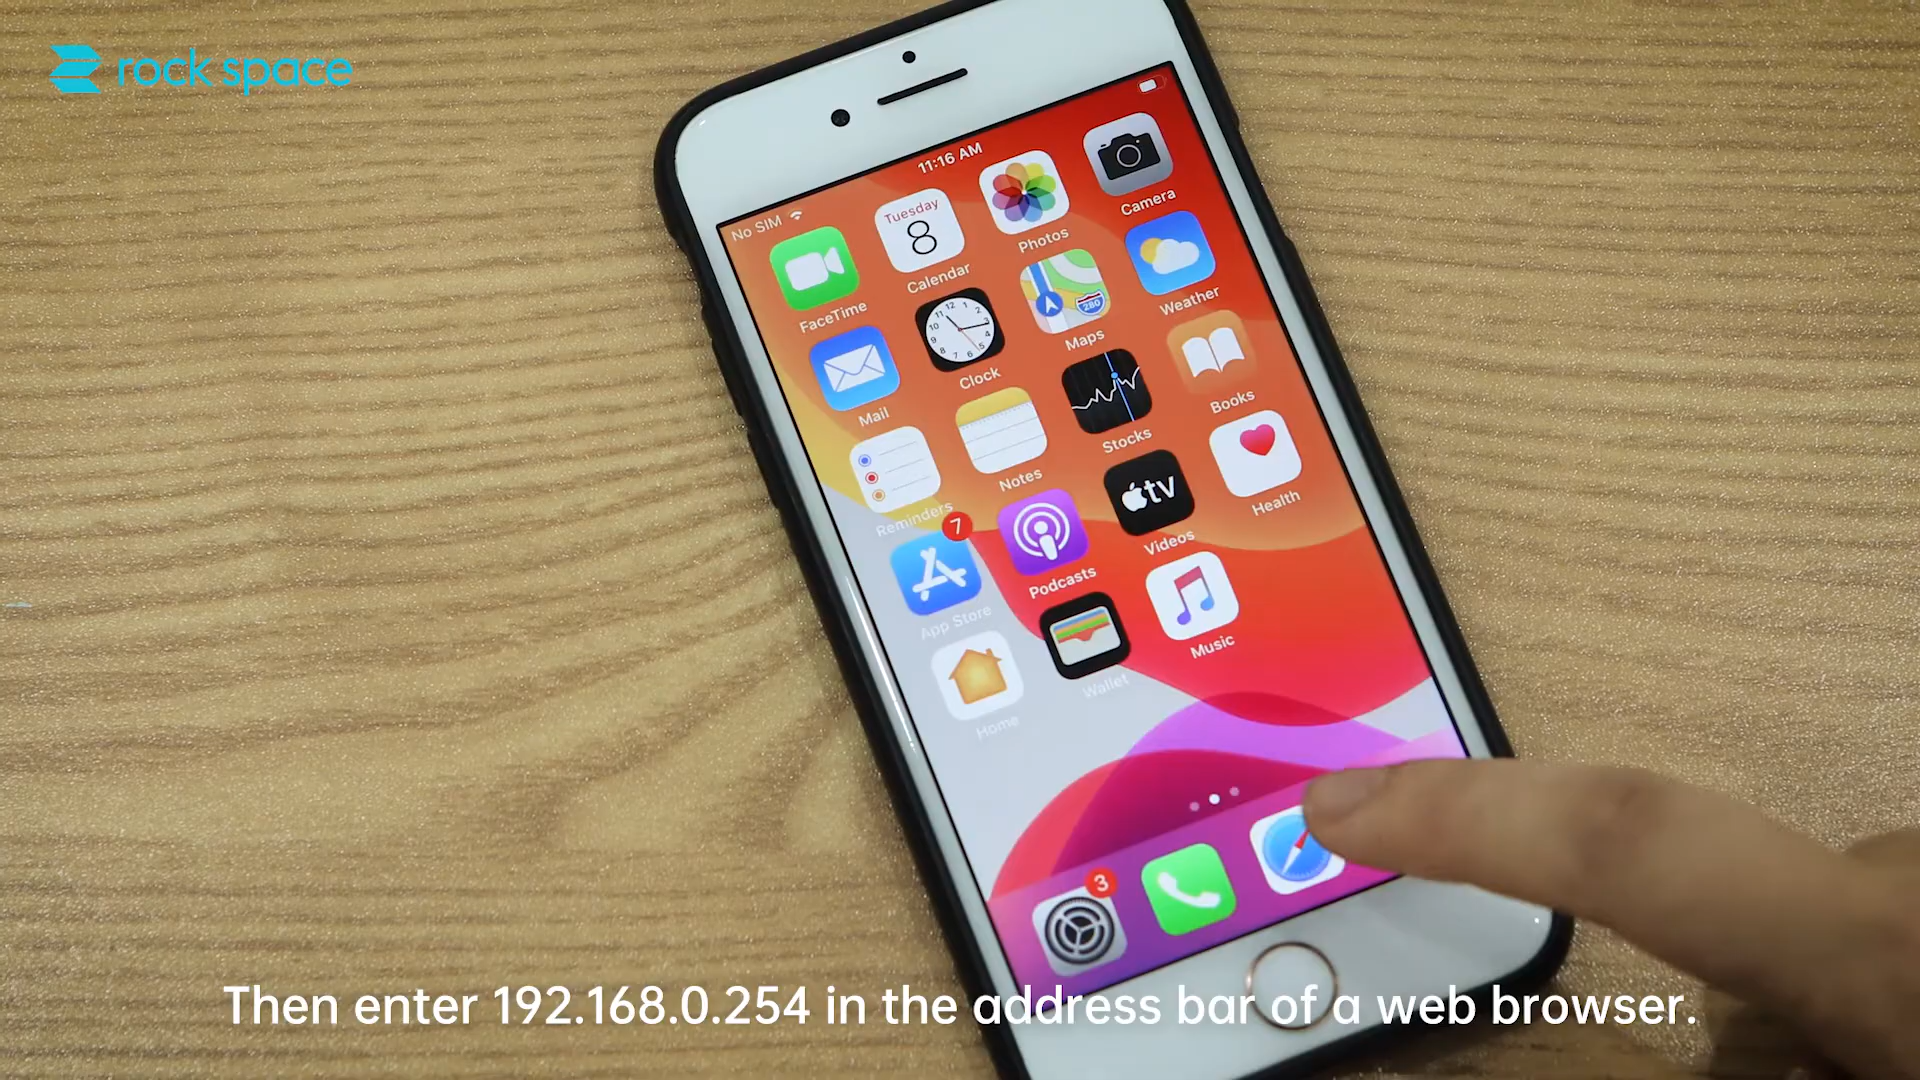 rock space
11:16 AM
No SIM
Tuesday
8
FaceTime
Calendar
Photos
Camera
Mail
Clock
Maps
280
Weather
Reminders
Notes
Stocks
Books
7
App Store
Podcasts
tv
Videos
Health
Home
Wallet
Music
3
Then enter 192.168.0.254 in the address bar of a web browser.